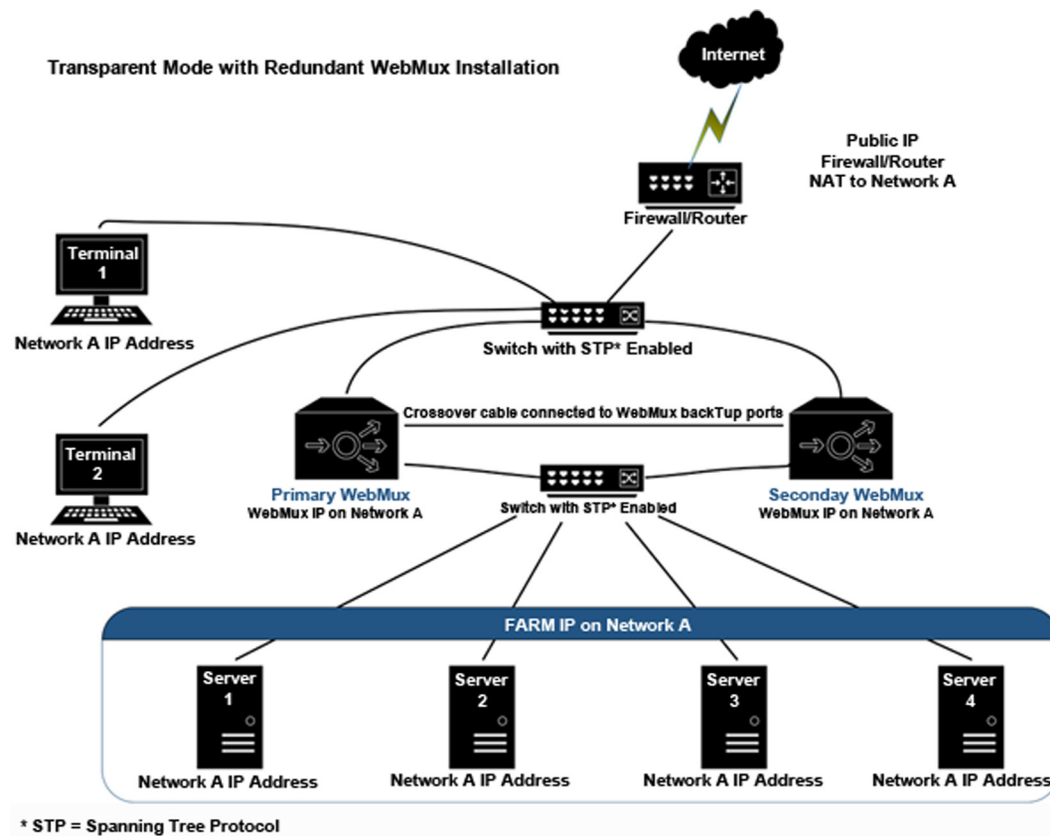 Internet
Transparent Mode with Redundant WebMux Installation
Public IP
Firewall/Router
NAT to Network A
Firewall/Router
Terminal
1
Network A IP Address
Switch with STP* Enabled
Crossover cable connected to WebMux backTup ports
Terminal
2
Network A IP Address
Primary WebMux
WebMux IP on Network A
Switch with STP* Enabled
Seconday WebMux
WebMux IP on Network A
FARM IP on Network A
Server
1
Server
2
Server
3
Server
4
Network A IP Address
Network A IP Address
Network A IP Address
Network A IP Address
* STP = Spanning Tree Protocol